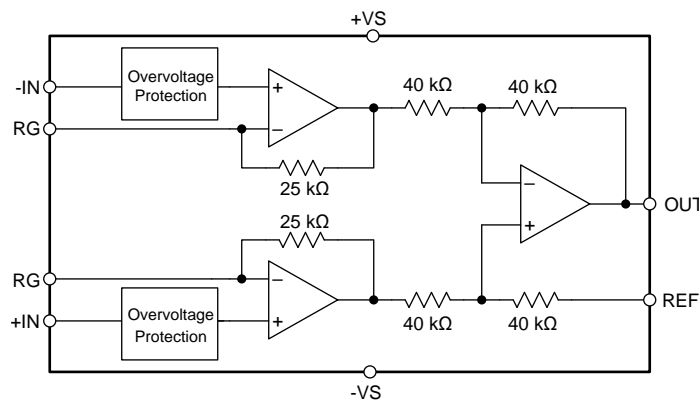 +VS
-IN
Overvoltage
Protection
+
−
RG
25 kΩ
40 kΩ
40 kΩ
−
+
OUT
25 kΩ
RG
−
+
+IN
Overvoltage
Protection
40 kΩ
40 kΩ
REF
-VS